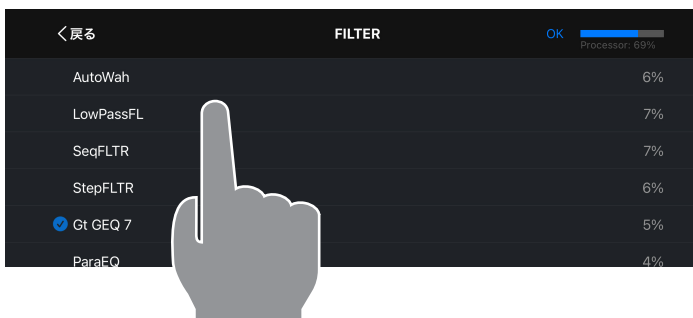 戻る FILTER OK
Processor: 69%
AutoWah 6%
LowPassFL 7%
SeqFLTR 7%
StepFLTR 6%
Gt GEQ 7 5%
ParaEQ 4%